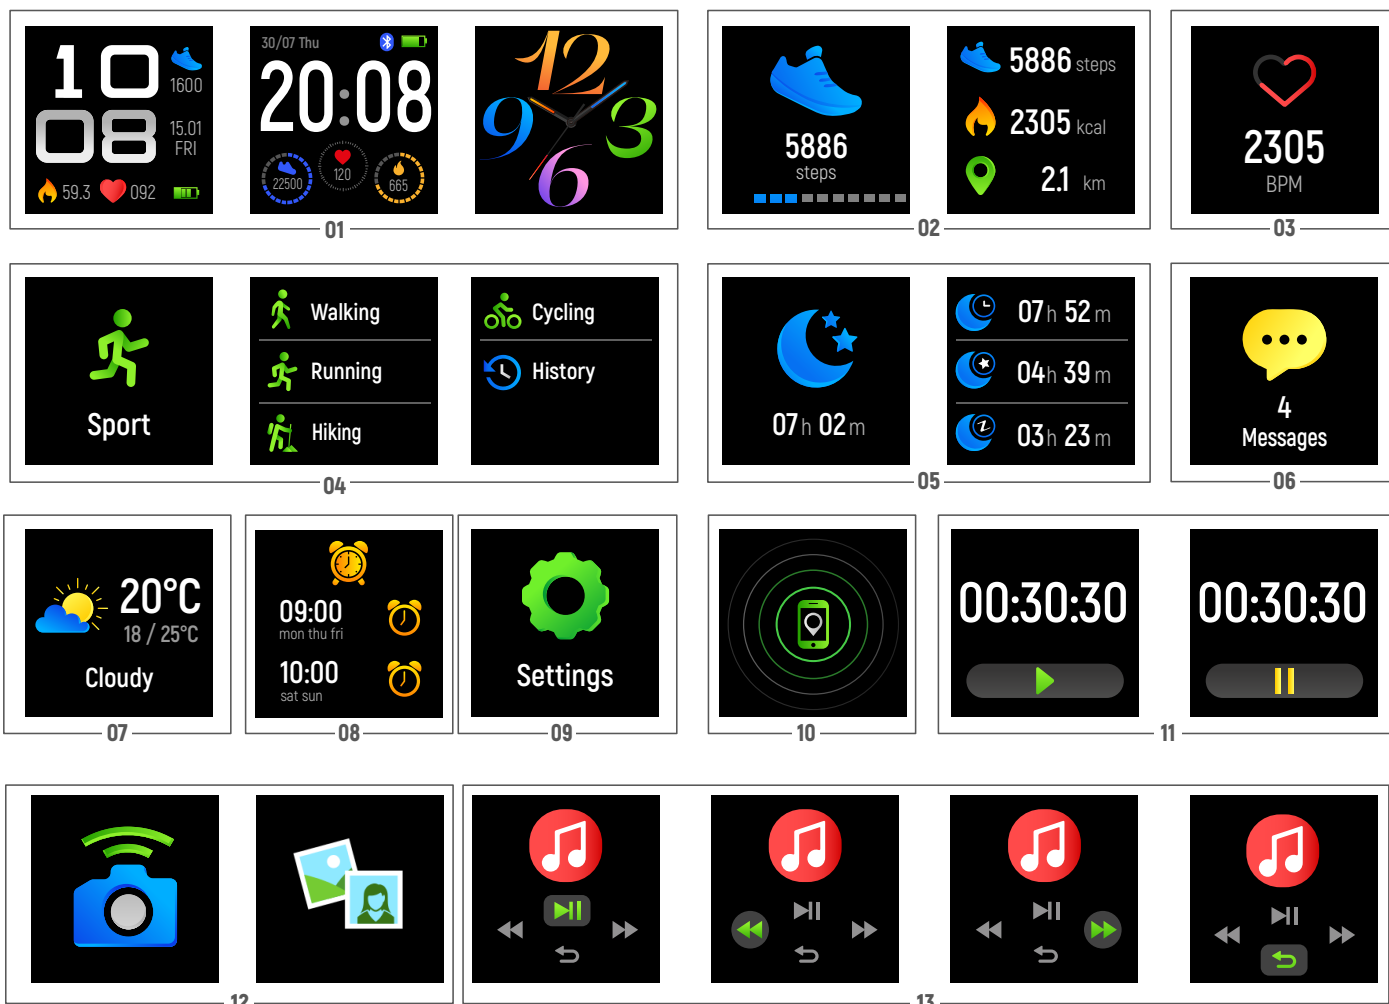 10
08
1600
15.01
FRI
59.3
092
30/07 Thu
20:08
22500
120
665
12
9
3
6
01
5886
steps
5886 steps
2305 kcal
2.1 km
02
2305
BPM
03
Sport
Walking
Running
Hiking
Cycling
History
04
07h 02m
07h 52m
04h 39m
03h 23m
05
4
Messages
06
20°C
18 / 25°C
Cloudy
07
09:00
mon thu fri
10:00
sat sun
08
Settings
09
10
00:30:30
00:30:30
11
12
13